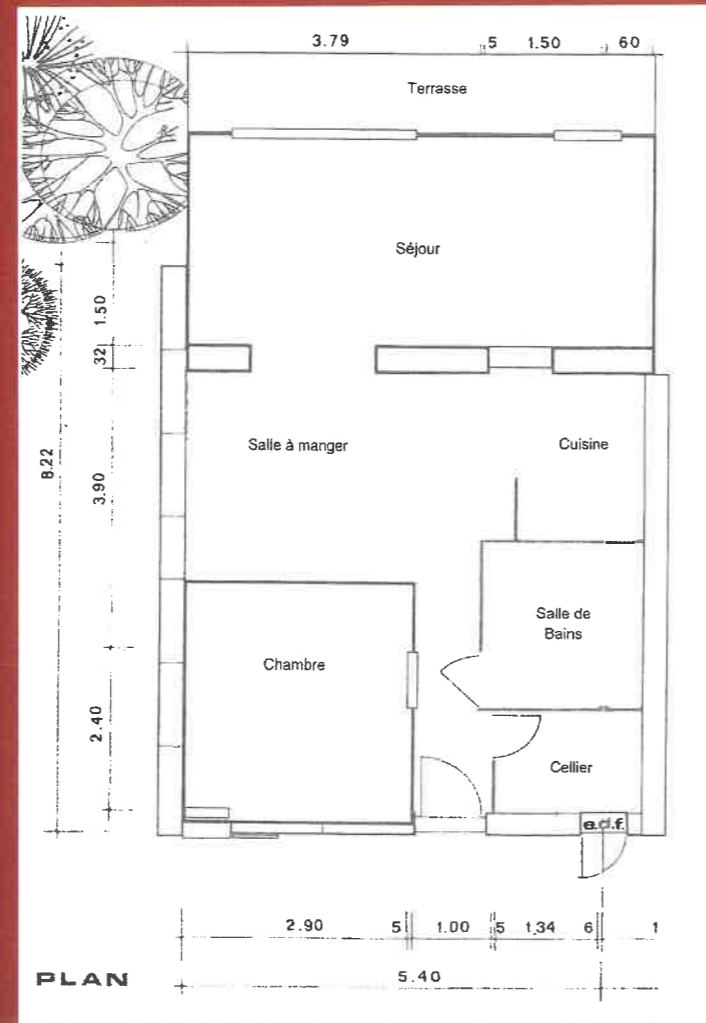 3.79 5 1.50 60
Terrasse
Séjour
1.50
32
8.22
3.90
Salle à manger
Cuisine
Salle de
Bains
Chambre
2.40
Cellier
e.d.f.
2.90 5 1.00 5 1.34 6 1
5.40
PLAN